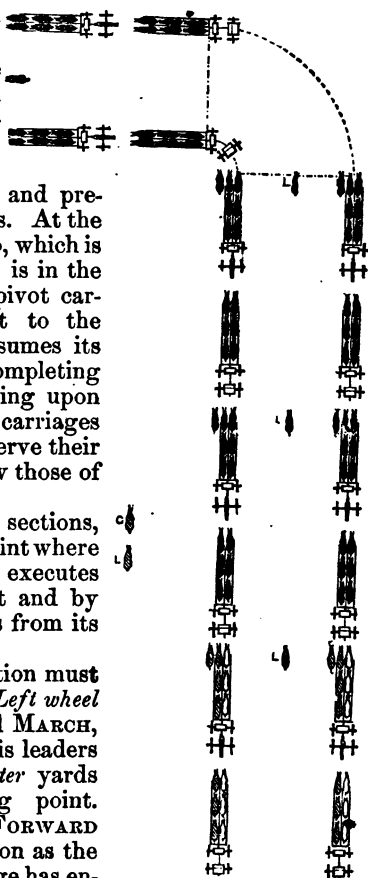 L
and pre-
s. At the
, which is
is in the
pivot car-
t to the
sumes its
ompleting
ing upon
carriages
L
erve their
those of
C
sections,
int where
L
executes
t and by
s from its
L
tion must
Left wheel
MARCH,
is leaders
ter yards
g point.
FORWARD
on as the
ge has en-